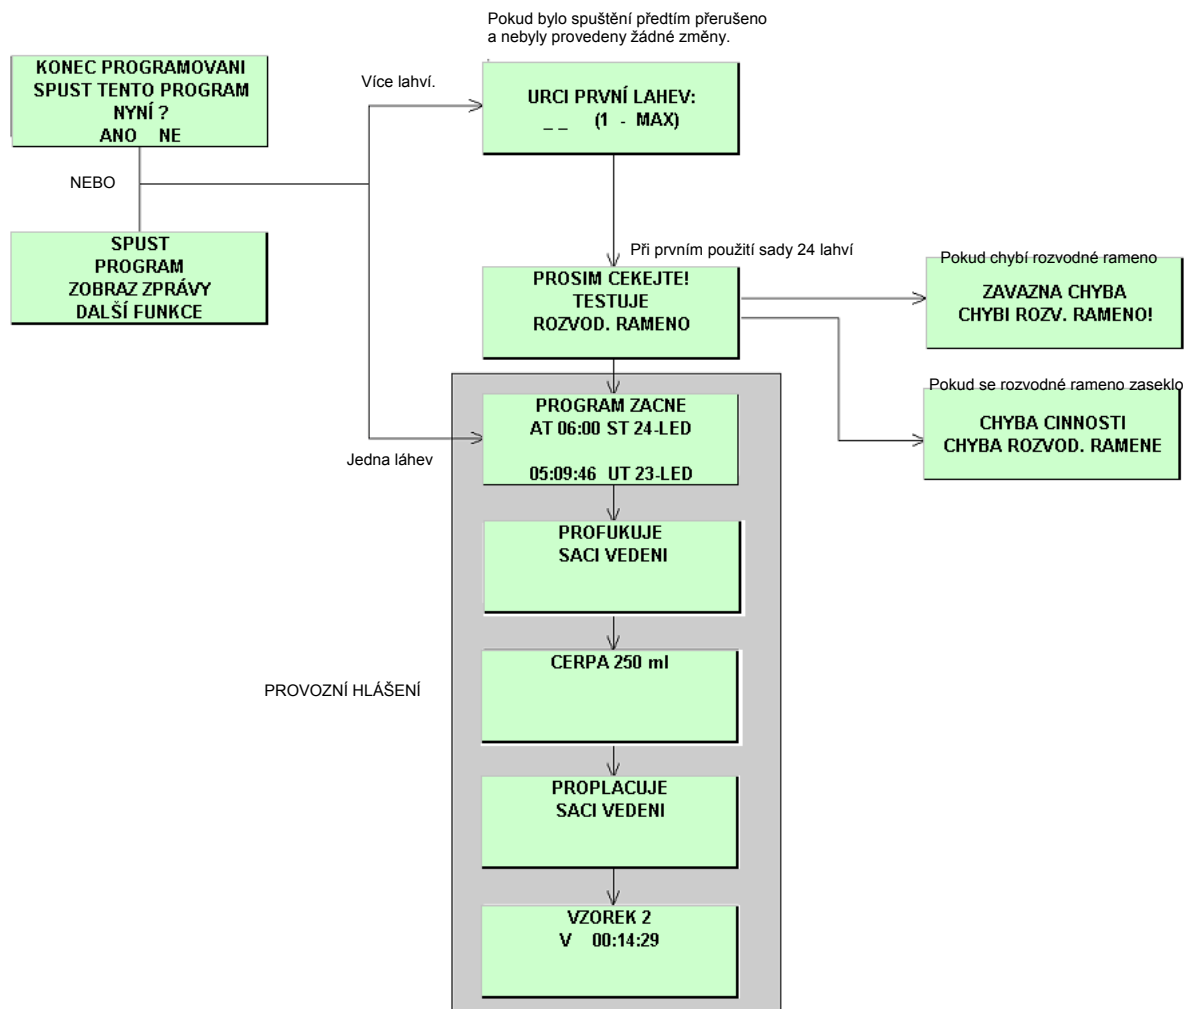 Pokud bylo spuštění předtím přerušeno
a nebyly provedeny žádné změny.
KONEC PROGRAMOVANI
SPUST TENTO PROGRAM
NYNÍ ?
ANO NE
Více lahví.
URCI PRVNÍ LAHEV:
_ _ (1 - MAX)
NEBO
SPUST
PROGRAM
ZOBRAZ ZPRÁVY
DALŠÍ FUNKCE
Při prvním použití sady 24 lahví
PROSIM CEKEJTE!
TESTUJE
ROZVOD. RAMENO
Pokud chybí rozvodné rameno
ZAVAZNA CHYBA
CHYBI ROZV. RAMENO!
Pokud se rozvodné rameno zaseklo
CHYBA CINNOSTI
CHYBA ROZVOD. RAMENE
Jedna láhev
PROGRAM ZACNE
AT 06:00 ST 24-LED
05:09:46 UT 23-LED
PROFUKUJE
SACI VEDENI
PROVOZNÍ HLÁŠENÍ
CERPA 250 ml
PROPLACUJE
SACI VEDENI
VZOREK 2
V 00:14:29